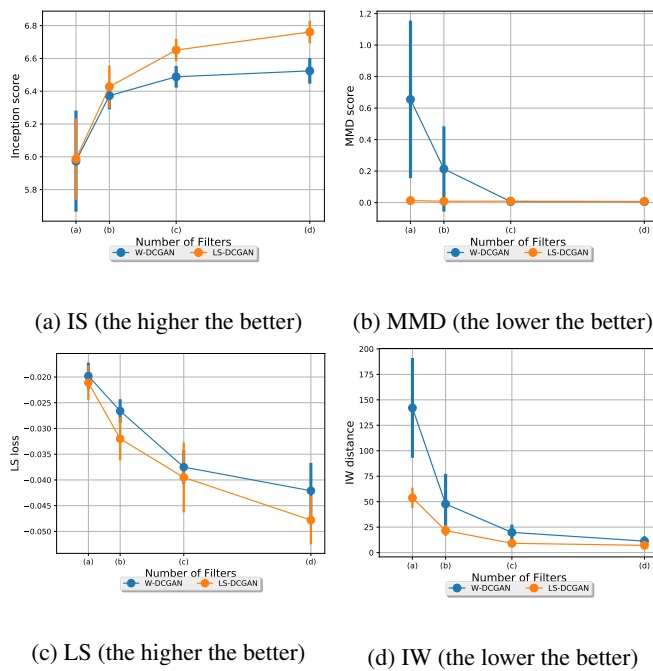 6.8
6.6
6.4
6.2
6.0
5.8
Inception score
(a) (b) (c) (d)
Number of Filters
W-DCGAN LS-DCGAN
(a) IS (the higher the better)
1.2
1.0
0.8
0.6
0.4
0.2
0.0
MMD score
(a) (b) (c) (d)
Number of Filters
W-DCGAN LS-DCGAN
(b) MMD (the lower the better)
−0.020
−0.025
−0.030
−0.035
−0.040
−0.045
−0.050
LS loss
(a) (b) (c) (d)
Number of Filters
W-DCGAN LS-DCGAN
(c) LS (the higher the better)
200
175
150
125
100
75
50
25
0
IW distance
(a) (b) (c) (d)
Number of Filters
W-DCGAN LS-DCGAN
(d) IW (the lower the better)